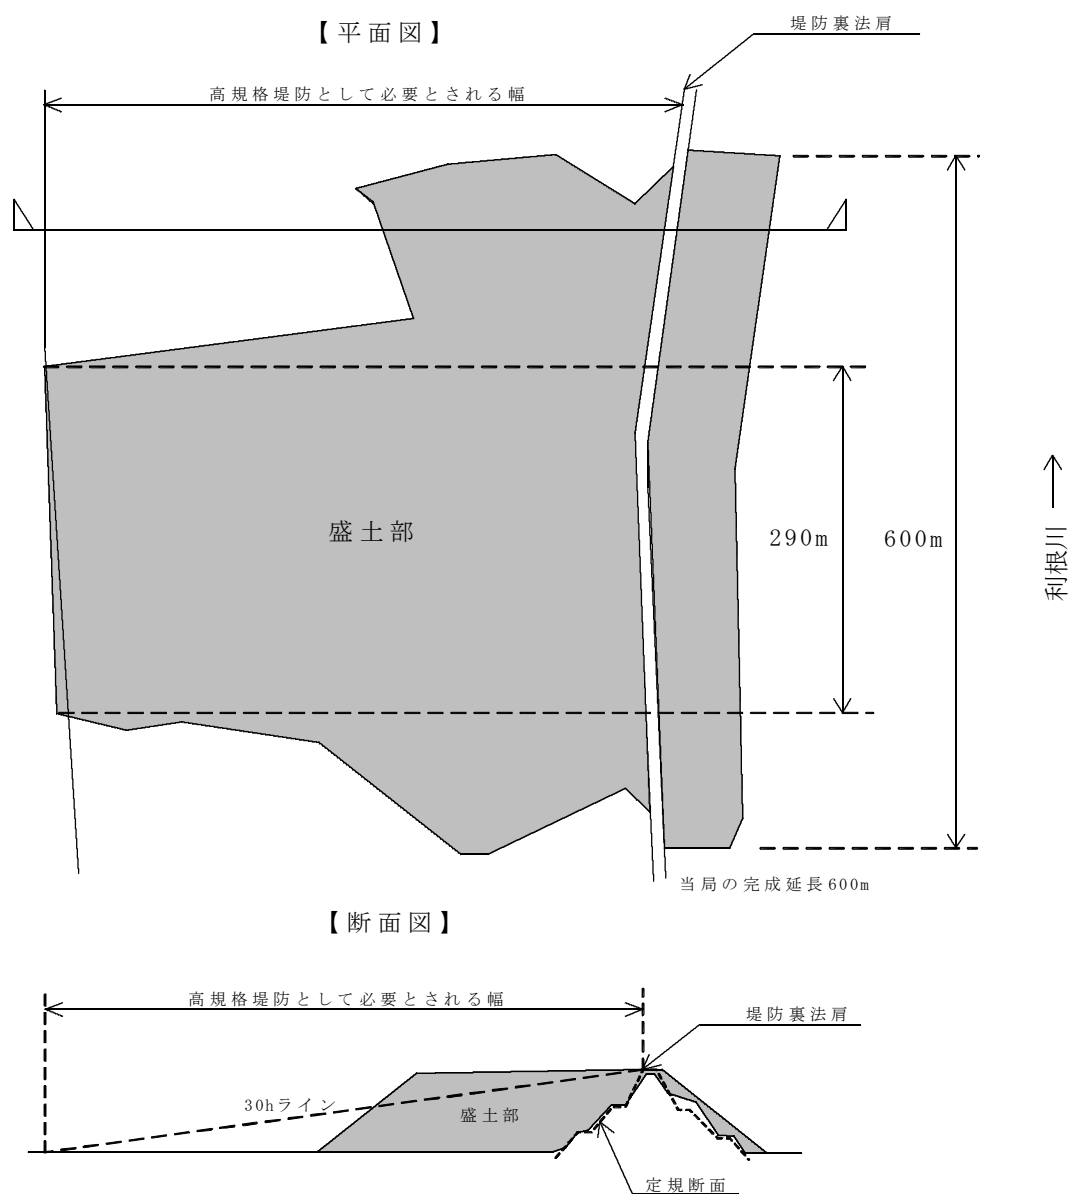 【平面図】
堤防裏法肩
高規格堤防として必要とされる幅
盛土部
290m
600m
利根川
当局の完成延長600m
【断面図】
高規格堤防として必要とされる幅
堤防裏法肩
30hライン
盛土部
定規断面